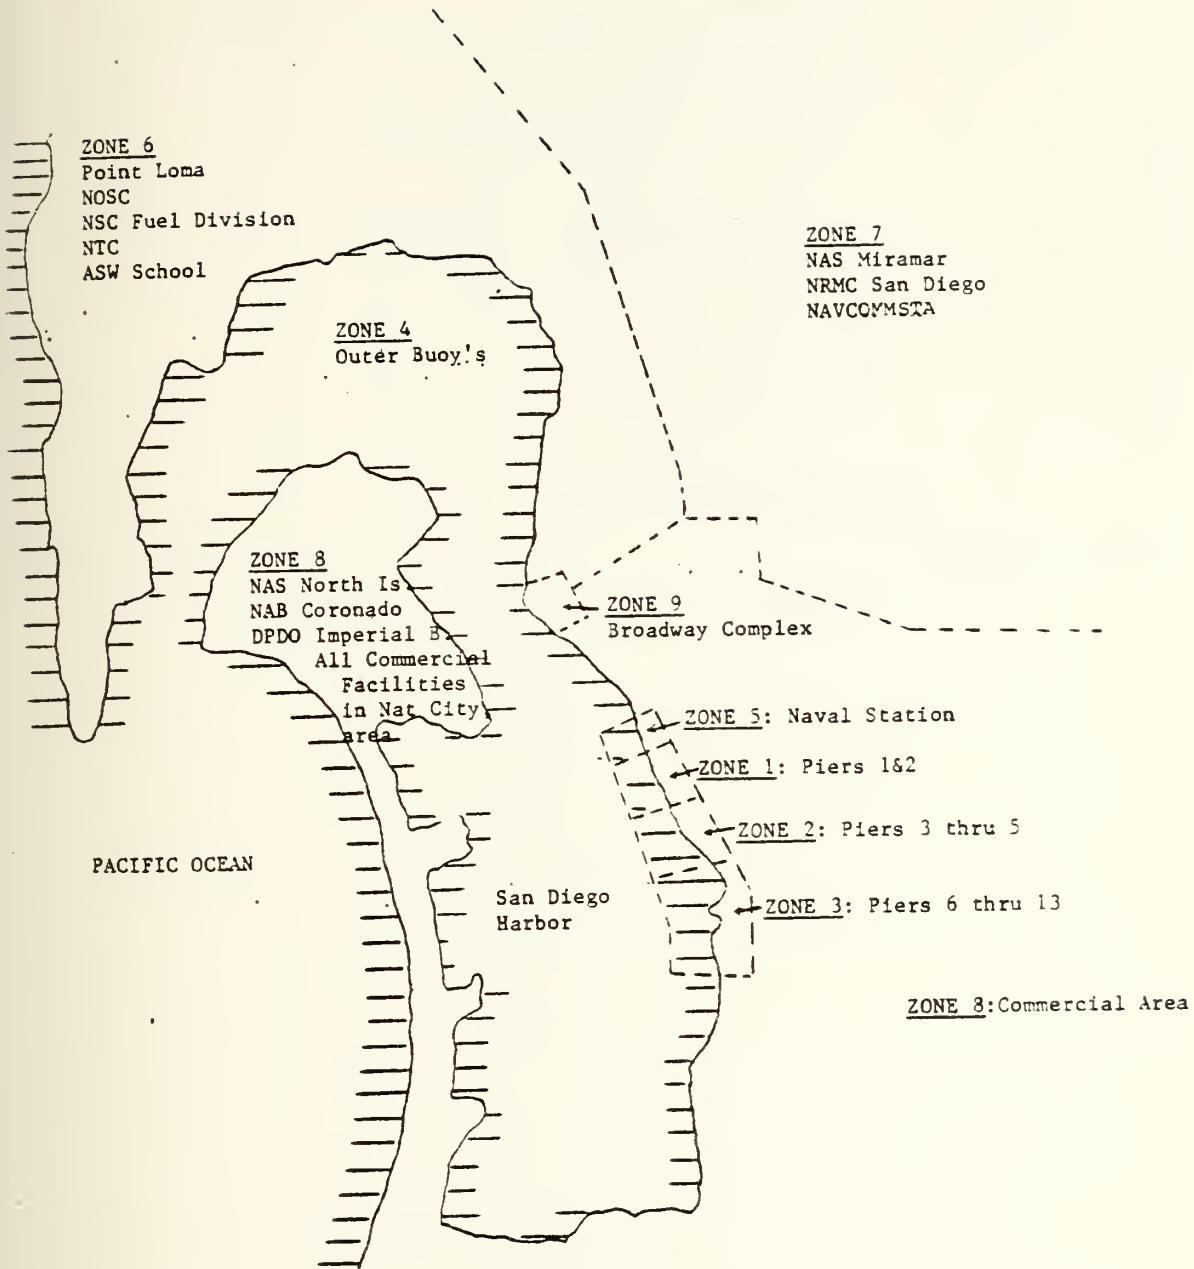 ZONE 6
Point Loma
NOSC
NSC Fuel Division
NTC
ASW School
ZONE 7
NAS Miramar
NRMC San Diego
NAVCOMMSTA
ZONE 4
Outer Buoy's
ZONE 8
NAS North Is.
NAB Coronado
DPDO Imperial B.
All Commercial
Facilities
in Nat City
area
ZONE 9
Broadway Complex
ZONE 5: Naval Station
ZONE 1: Piers 1&2
ZONE 2: Piers 3 thru 5
PACIFIC OCEAN
San Diego
Harbor
ZONE 3: Piers 6 thru 13
ZONE 8:Commercial Area